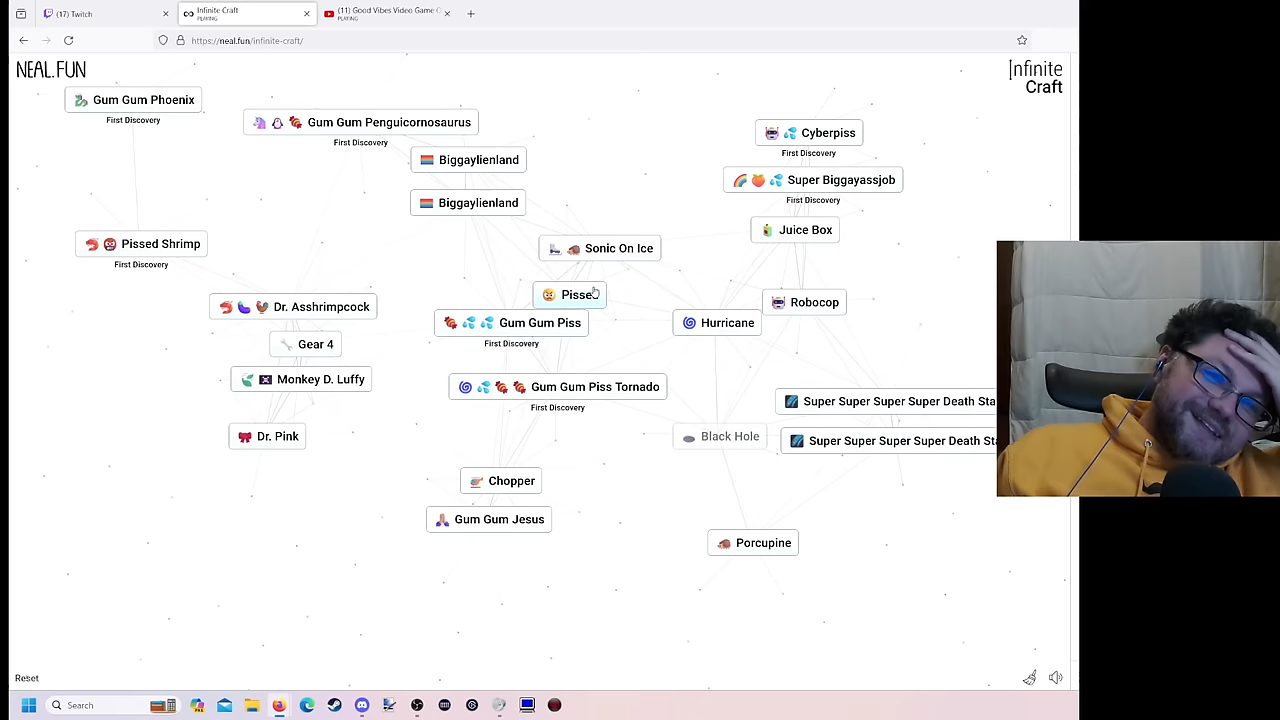 (17) Twitch
Infinite Craft
PLAYING
(11) Good Vibes Video Game C
PLAYING
https://neal.fun/infinite-craft/
NEAL.FUN
Infinite
Craft
Gum Gum Phoenix
First Discovery
Gum Gum Penguicornosaurus
First Discovery
Biggaylienland
Biggaylienland
Cyberpiss
First Discovery
Super Biggayassjob
First Discovery
Juice Box
Pissed Shrimp
First Discovery
Sonic On Ice
Pisse
Robocop
Dr. Asshrimpcock
Gum Gum Piss
First Discovery
Hurricane
Gear 4
Monkey D. Luffy
Gum Gum Piss Tornado
First Discovery
Super Super Super Super Death Sta
Dr. Pink
Black Hole
Super Super Super Super Death Sta
Chopper
Gum Gum Jesus
Porcupine
Reset
Search